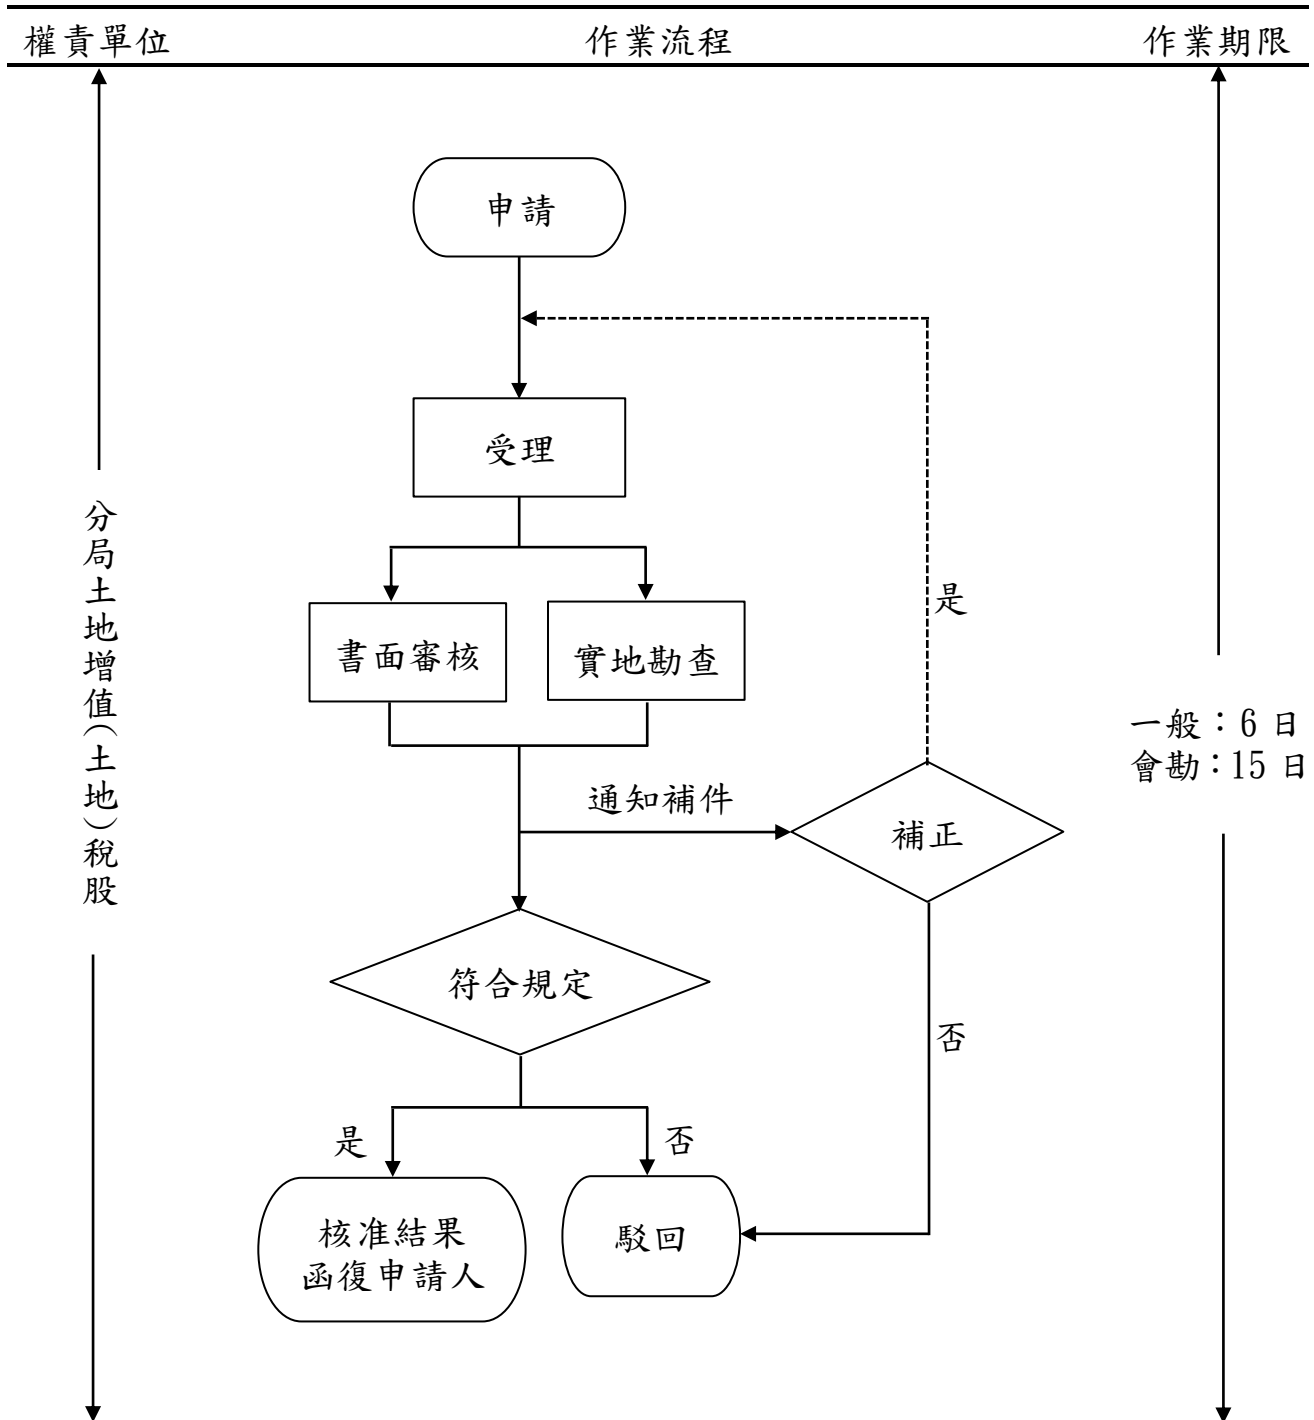 權責單位
作業流程
作業期限
申請
受理
書面審核
實地勘查
是
分局土地增值(土地)稅股
一般：6 日
會勘：15 日
通知補件
補正
符合規定
否
是
否
核准結果
函復申請人
駁回